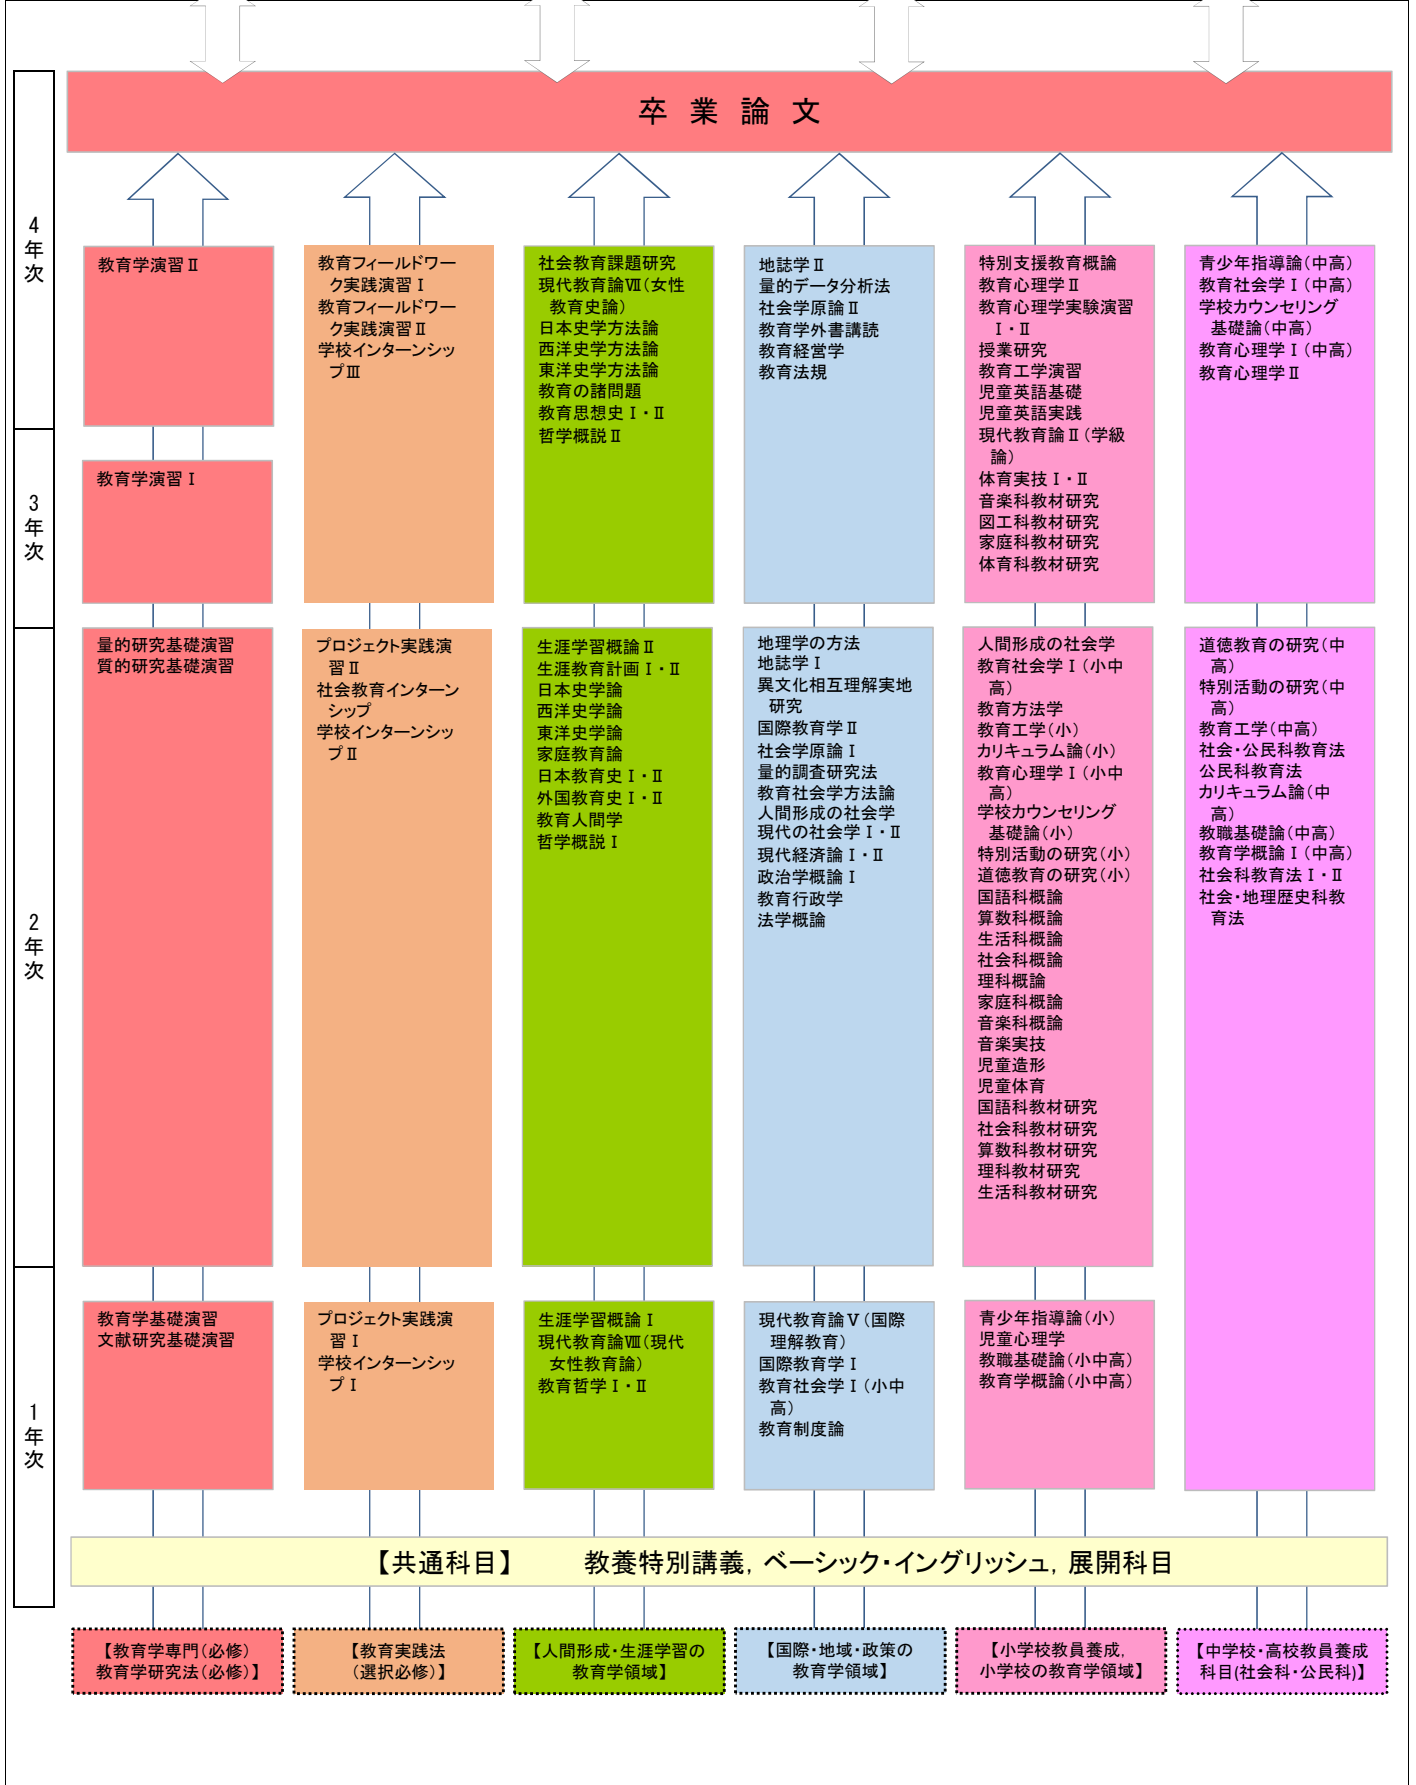 卒 業 論 文
4
年
次
教育学演習Ⅱ
教育フィールドワー
ク実践演習Ⅰ
教育フィールドワー
ク実践演習Ⅱ
学校インターンシッ
プⅢ
社会教育課題研究
現代教育論Ⅶ(女性
教育史論)
日本史学方法論
西洋史学方法論
東洋史学方法論
教育の諸問題
教育思想史Ⅰ・Ⅱ
哲学概説Ⅱ
地誌学Ⅱ
量的データ分析法
社会学原論Ⅱ
教育学外書講読
教育経営学
教育法規
特別支援教育概論
教育心理学Ⅱ
教育心理学実験演習
Ⅰ・Ⅱ
授業研究
教育工学演習
児童英語基礎
児童英語実践
現代教育論Ⅱ(学級
論)
体育実技Ⅰ・Ⅱ
音楽科教材研究
図工科教材研究
家庭科教材研究
体育科教材研究
青少年指導論(中高)
教育社会学Ⅰ(中高)
学校カウンセリング
基礎論(中高)
教育心理学Ⅰ(中高)
教育心理学Ⅱ
3
年
次
教育学演習Ⅰ
2
年
次
量的研究基礎演習
質的研究基礎演習
プロジェクト実践演
習Ⅱ
社会教育インターン
シップ
学校インターンシッ
プⅡ
生涯学習概論Ⅱ
生涯教育計画Ⅰ・Ⅱ
日本史学論
西洋史学論
東洋史学論
家庭教育論
日本教育史Ⅰ・Ⅱ
外国教育史Ⅰ・Ⅱ
教育人間学
哲学概説Ⅰ
地理学の方法
地誌学Ⅰ
異文化相互理解実地
研究
国際教育学Ⅱ
社会学原論Ⅰ
量的調査研究法
教育社会学方法論
人間形成の社会学
現代の社会学Ⅰ・Ⅱ
現代経済論Ⅰ・Ⅱ
政治学概論Ⅰ
教育行政学
法学概論
人間形成の社会学
教育社会学Ⅰ(小中
高)
教育方法学
教育工学(小)
カリキュラム論(小)
教育心理学Ⅰ(小中
高)
学校カウンセリング
基礎論(小)
特別活動の研究(小)
道徳教育の研究(小)
国語科概論
算数科概論
生活科概論
社会科概論
理科概論
家庭科概論
音楽科概論
音楽実技
児童造形
児童体育
国語科教材研究
社会科教材研究
算数科教材研究
理科教材研究
生活科教材研究
道徳教育の研究(中
高)
特別活動の研究(中
高)
教育工学(中高)
社会・公民科教育法
公民科教育法
カリキュラム論(中
高)
教職基礎論(中高)
教育学概論Ⅰ(中高)
社会科教育法Ⅰ・Ⅱ
社会・地理歴史科教
育法
1
年
次
教育学基礎演習
文献研究基礎演習
プロジェクト実践演
習Ⅰ
学校インターンシッ
プⅠ
生涯学習概論Ⅰ
現代教育論Ⅷ(現代
女性教育論)
教育哲学Ⅰ・Ⅱ
現代教育論Ⅴ(国際
理解教育)
国際教育学Ⅰ
教育社会学Ⅰ(小中
高)
教育制度論
青少年指導論(小)
児童心理学
教職基礎論(小中高)
教育学概論(小中高)
【共通科目】 教養特別講義, ベーシック・イングリッシュ, 展開科目
【教育学専門(必修)
教育学研究法(必修)】
【教育実践法
(選択必修)】
【人間形成・生涯学習の
教育学領域】
【国際・地域・政策の
教育学領域】
【小学校教員養成,
小学校の教育学領域】
【中学校・高校教員養成
科目(社会科・公民科)】